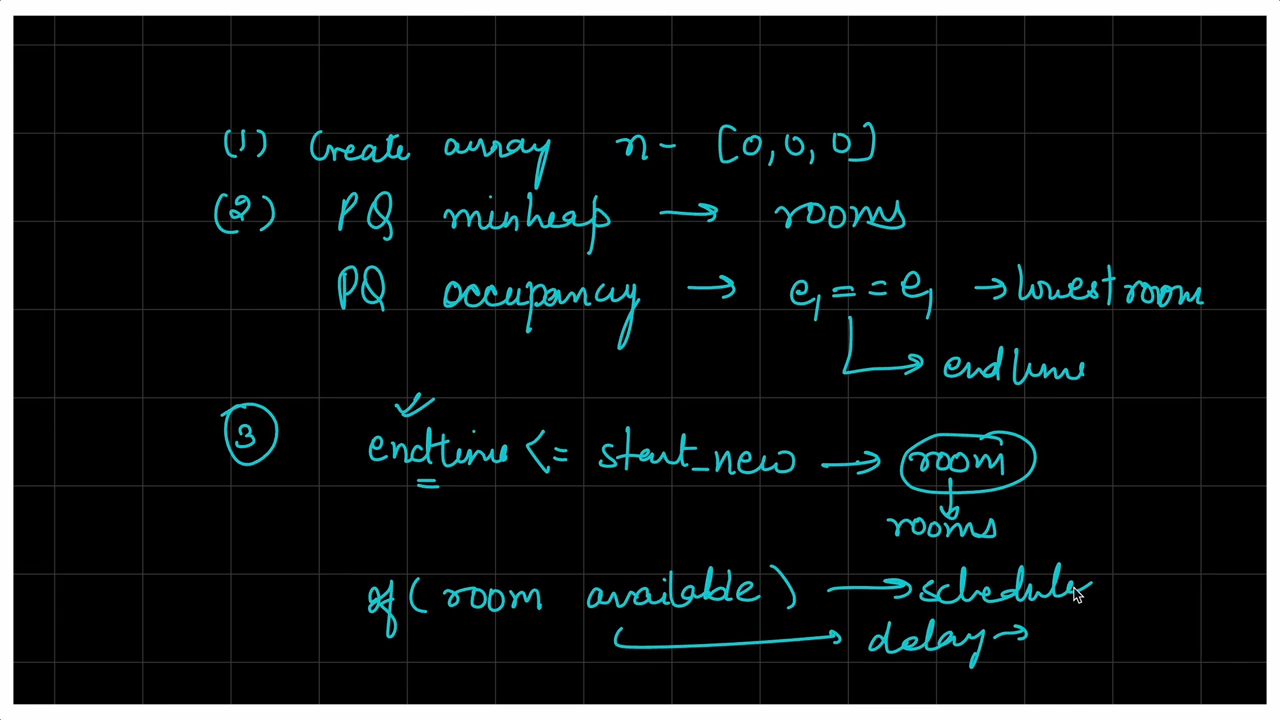 (1) Create array n- [0, 0, 0]
(2) PQ minheap → rooms
PQ occupancy → e1 == e1 → lowest room
→ endtime
3 endtime <= start_new → room
rooms
if (room available) → schedule
→ delay →